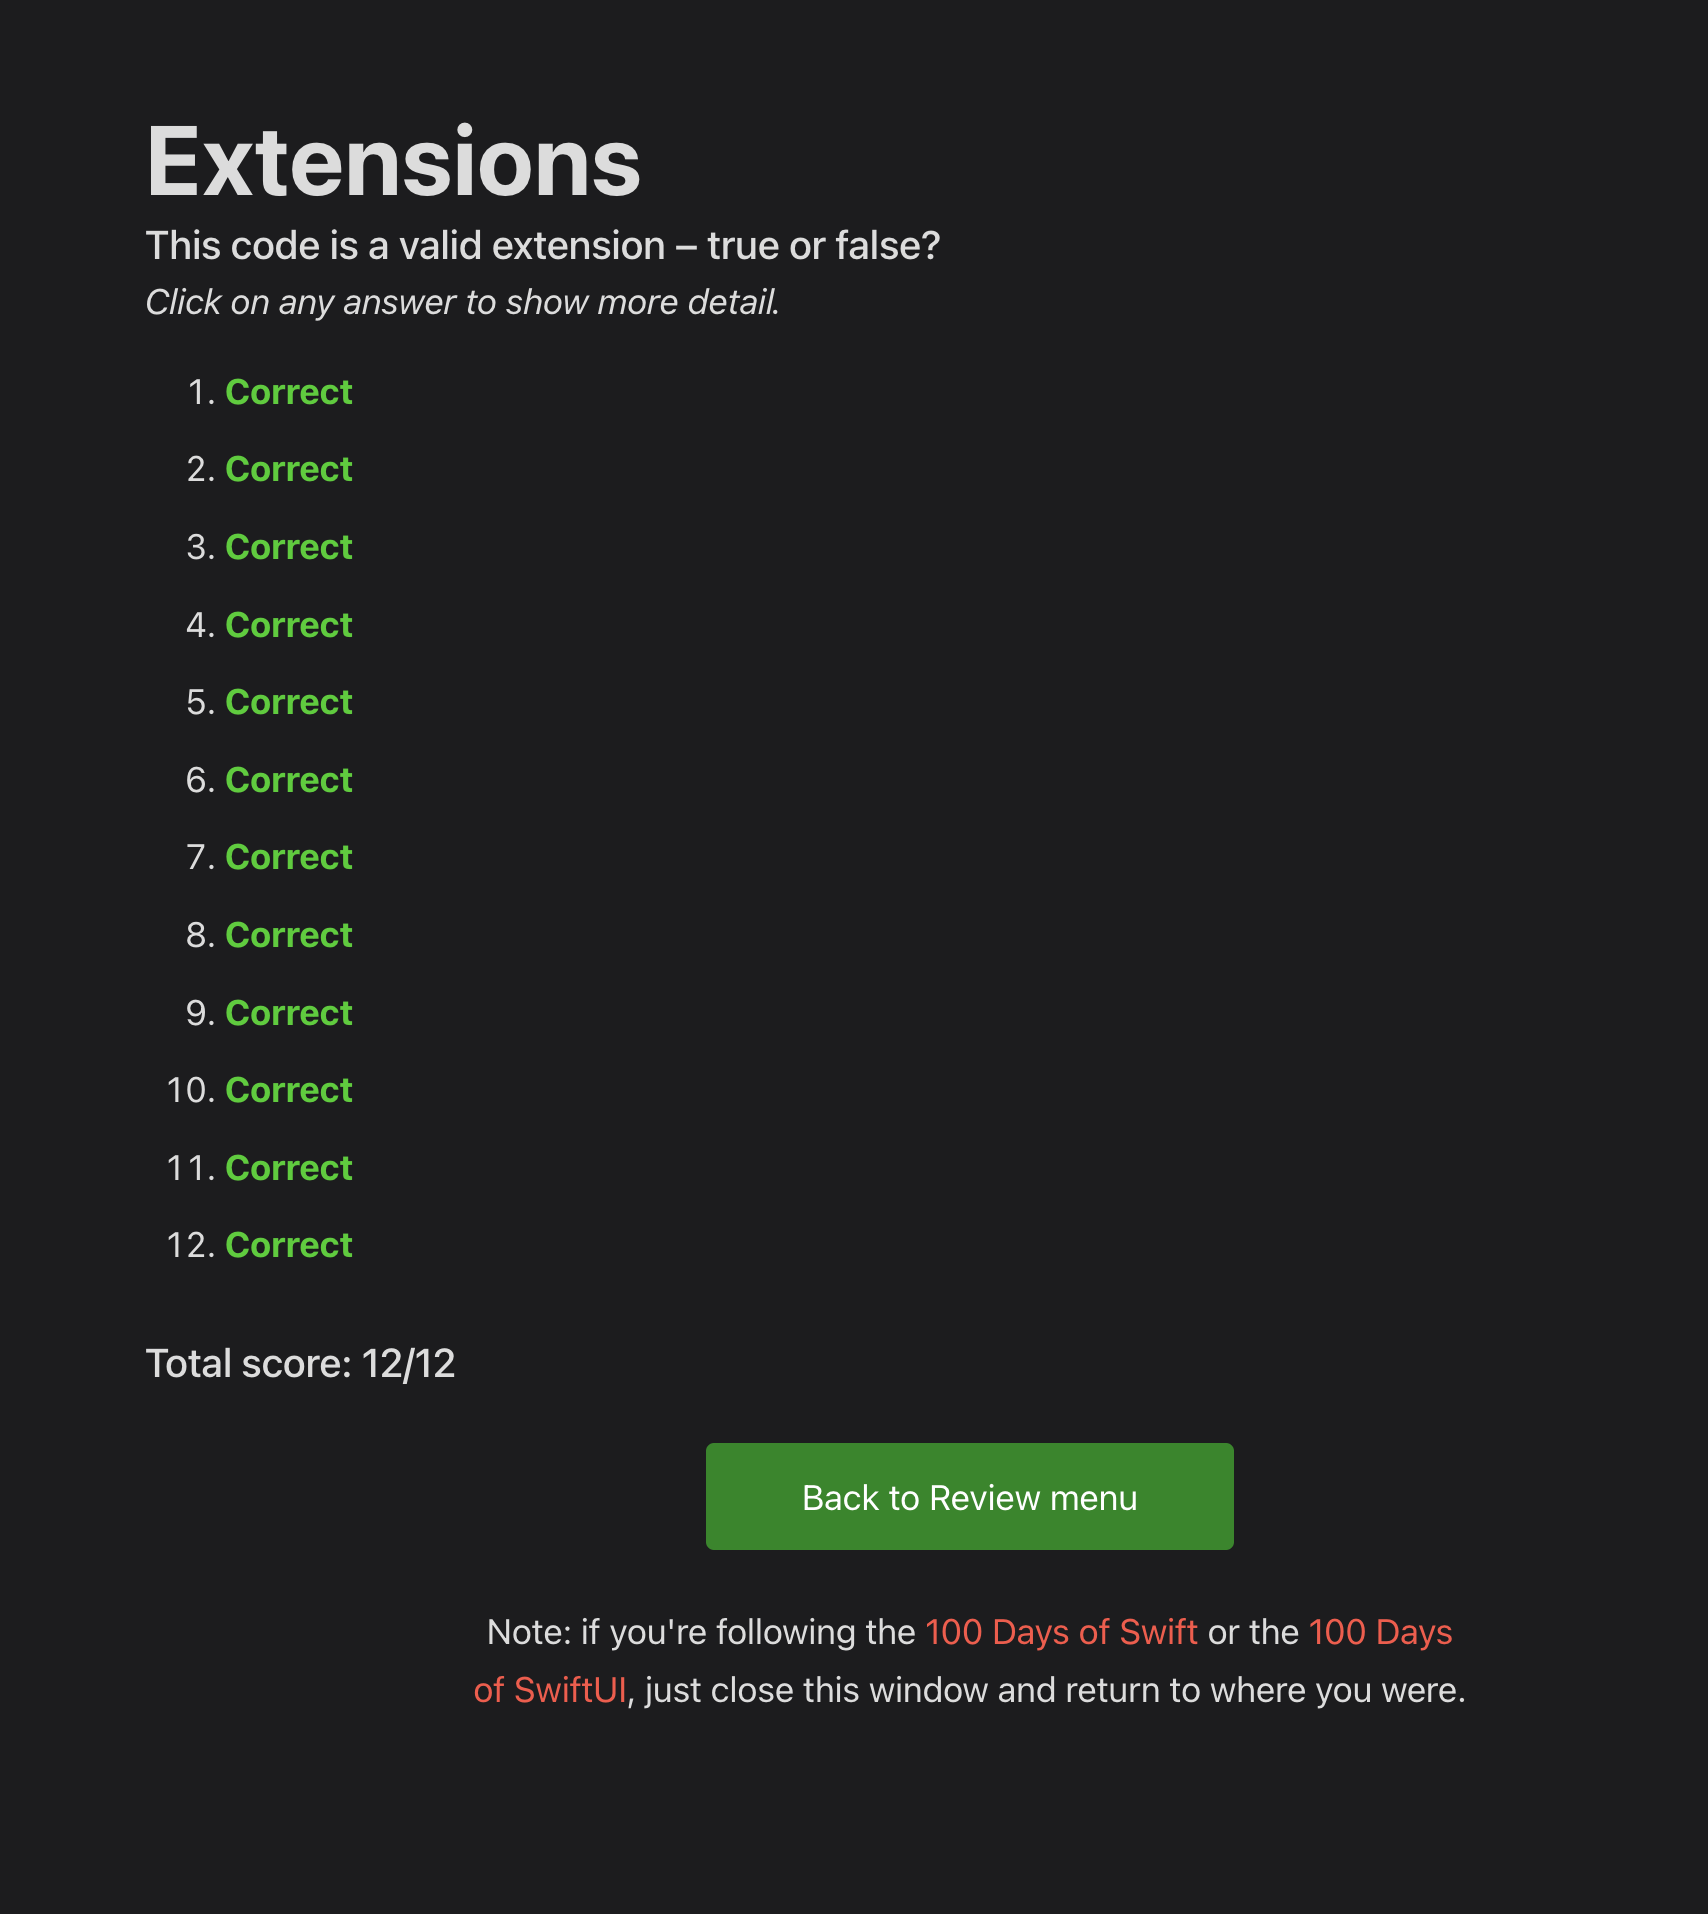 Extensions
This code is a valid extension – true or false?
Click on any answer to show more detail.
1. Correct
2. Correct
3. Correct
4. Correct
5. Correct
6. Correct
7. Correct
8. Correct
9. Correct
10. Correct
11. Correct
12. Correct
Total score: 12/12
Back to Review menu
Note: if you're following the 100 Days of Swift or the 100 Days
of SwiftUI, just close this window and return to where you were.